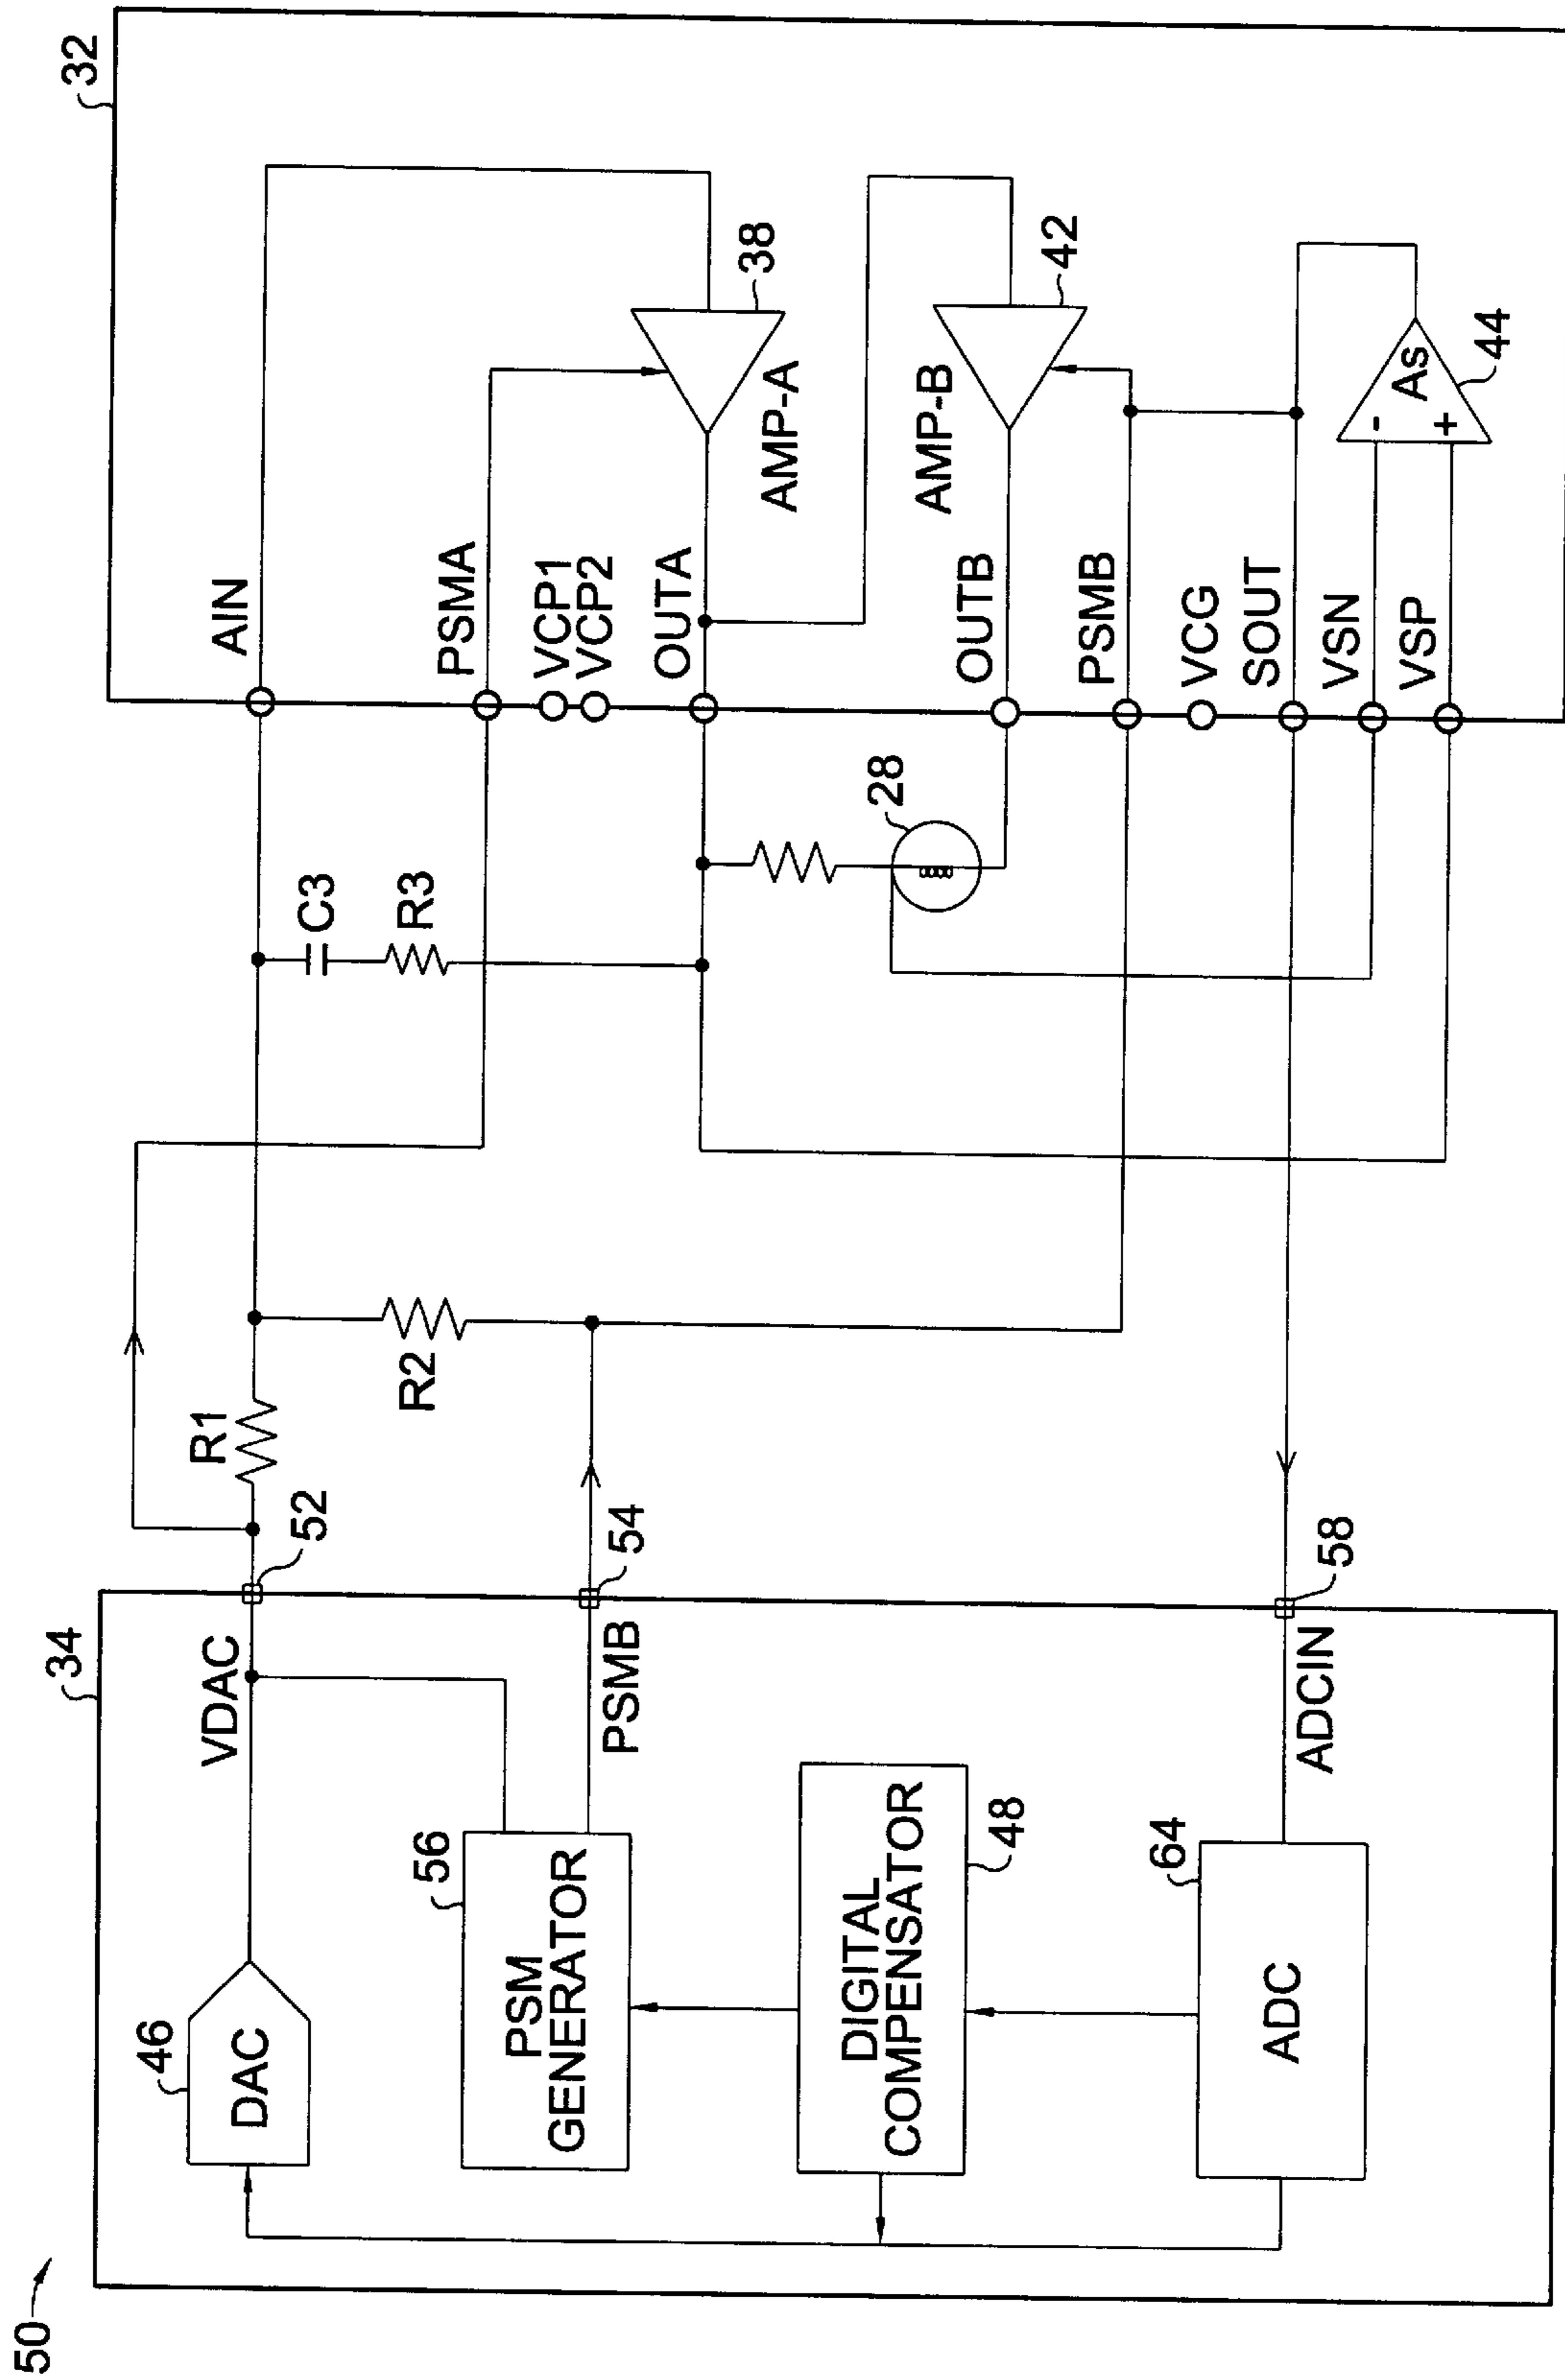 50
34
46
DAC
VDAC
52
56
PSM
GENERATOR
PSMB
54
DIGITAL
COMPENSATOR
48
64
ADC
ADCIN
58
R1
R2
C3
R3
28
32
AIN
PSMA
VCP1
VCP2
OUTA
OUTB
PSMB
VCG
SOUT
VSN
VSP
38
AMP-A
42
AMP-B
-
+
As
44